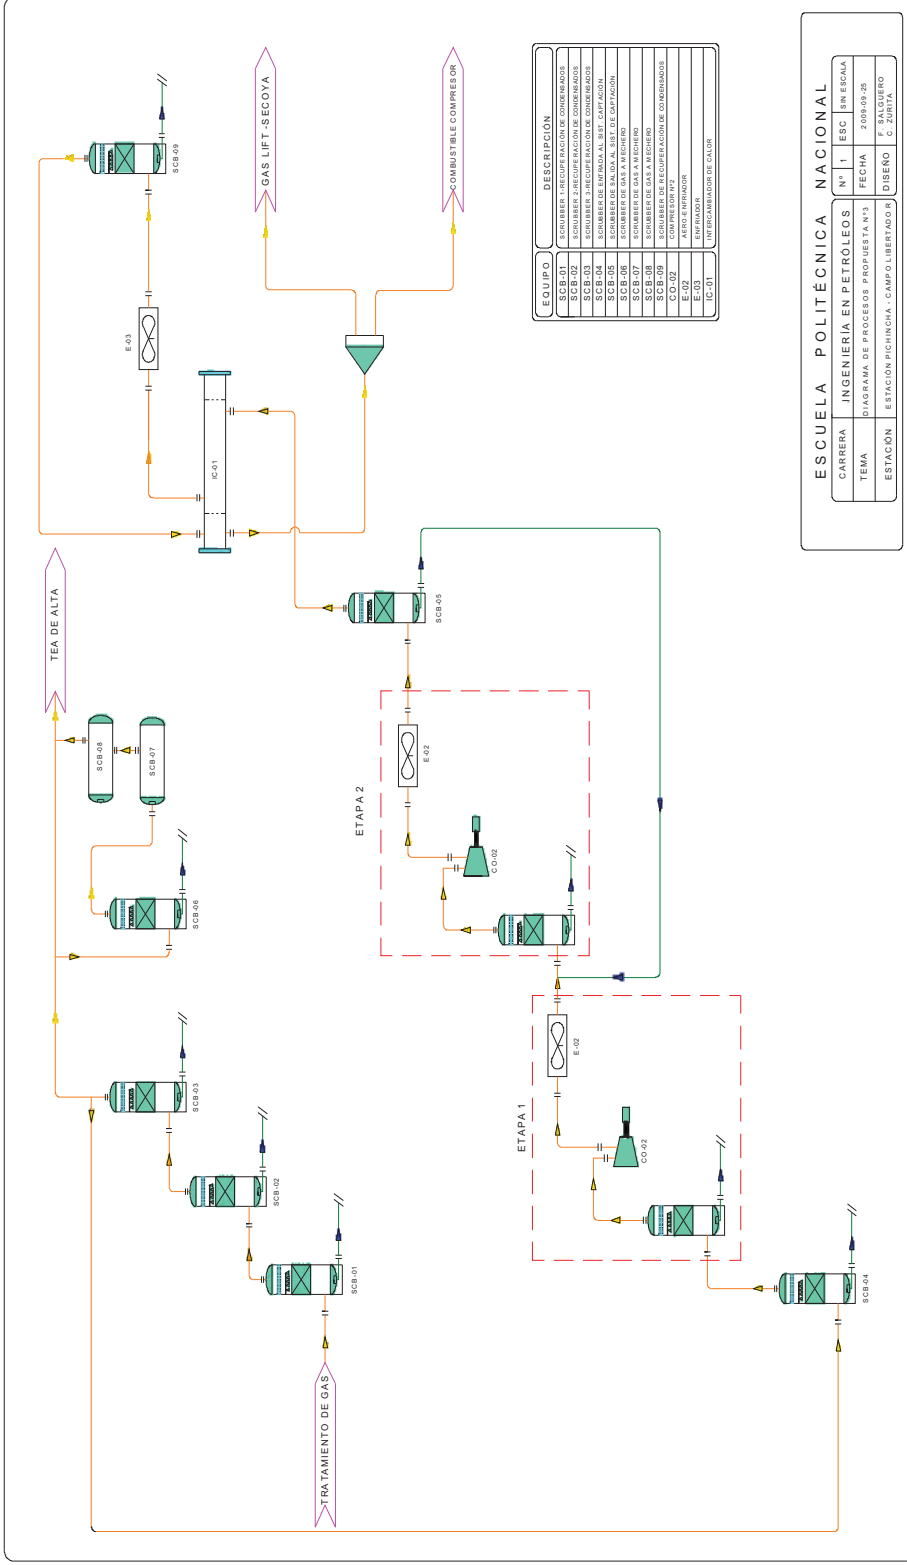 TRATAMIENTO DE GAS
SCB-01
SCB-02
SCB-03
SCB-06
SCB-07
SCB-08
TEA DE ALTA
SCB-04
ETAPA 1
CO-02
E-02
ETAPA 2
CO-02
E-02
SCB-05
IC-01
E-03
SCB-09
GAS LIFT -SECOYA
COMBUSTIBLE COMPRESOR
EQUIPO DESCRIPCIÓN
SCB-01 SCRUBBER 1-RECUPERACIÓN DE CONDENSADOS
SCB-02 SCRUBBER 2-RECUPERACIÓN DE CONDENSADOS
SCB-03 SCRUBBER 3-RECUPERACIÓN DE CONDENSADOS
SCB-04 SCRUBBER DE ENTRADA AL SIST. CAPTACIÓN
SCB-05 SCRUBBER DE SALIDA AL SIST. DE CAPTACIÓN
SCB-06 SCRUBBER DE GAS A MECHERO
SCB-07 SCRUBBER DE GAS A MECHERO
SCB-08 SCRUBBER DE GAS A MECHERO
SCB-09 SCRUBBER DE RECUPERACIÓN DE CONDENSADOS
CO-02 COMPRESOR Nº2
E-02 AERO-ENFRIADOR
E-03 ENFRIADOR
IC-01 INTERCAMBIADOR DE CALOR
ESCUELA POLITÉCNICA NACIONAL
CARRERA INGENIERÍA EN PETRÓLEOS Nº 1 ESC SIN ESCALA
TEMA DIAGRAMA DE PROCESOS PROPUESTA Nº3 FECHA 2009-09-25
ESTACIÓN ESTACIÓN PICHINCHA - CAMPO LIBERTADOR DISEÑO F. SALGUERO
C. ZURITA